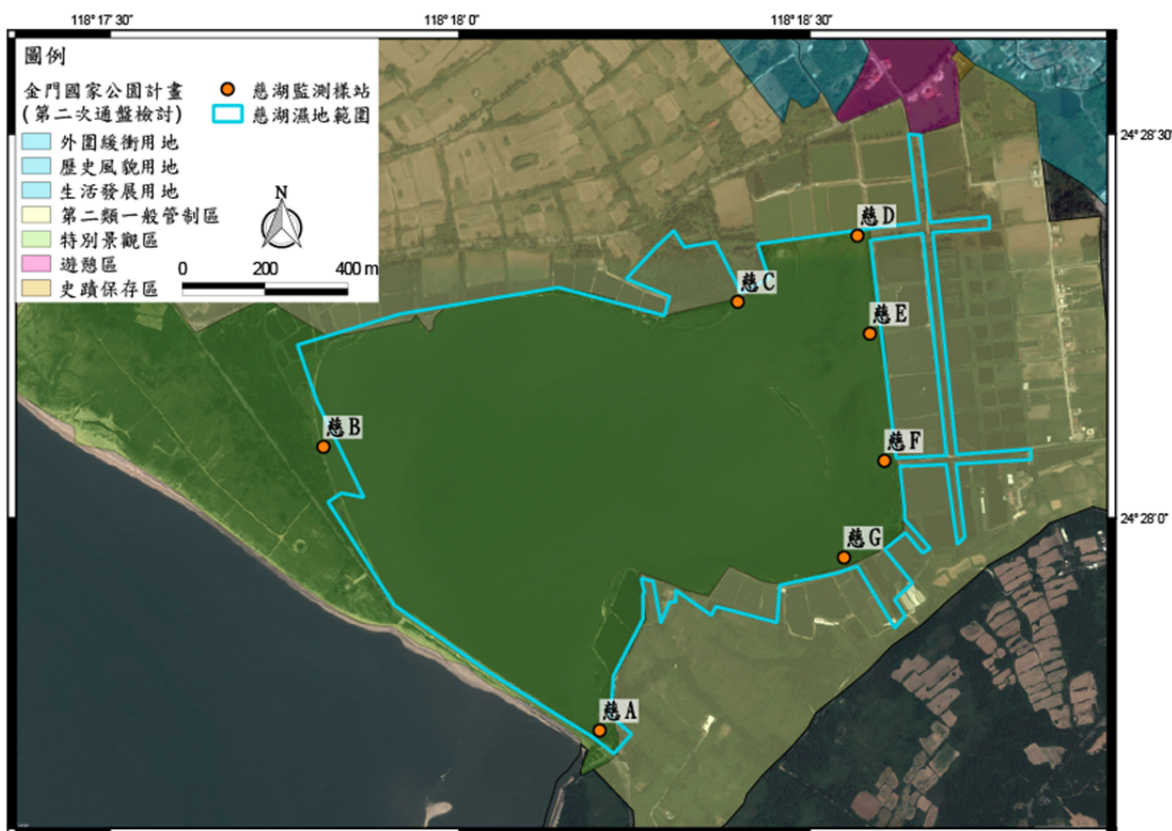 118° 17' 30"
118° 18' 0"
118° 18' 30"
圖例
金門國家公園計畫
(第二次通盤檢討)
慈湖監測樣站
慈湖濕地範圍
外圍緩衝用地
歷史風貌用地
生活發展用地
第二類一般管制區
特別景觀區
遊憩區
史蹟保存區
N
0 200 400 m
24° 28'30"
慈D
慈C
慈E
慈B
慈F
24° 28'0"
慈G
慈A